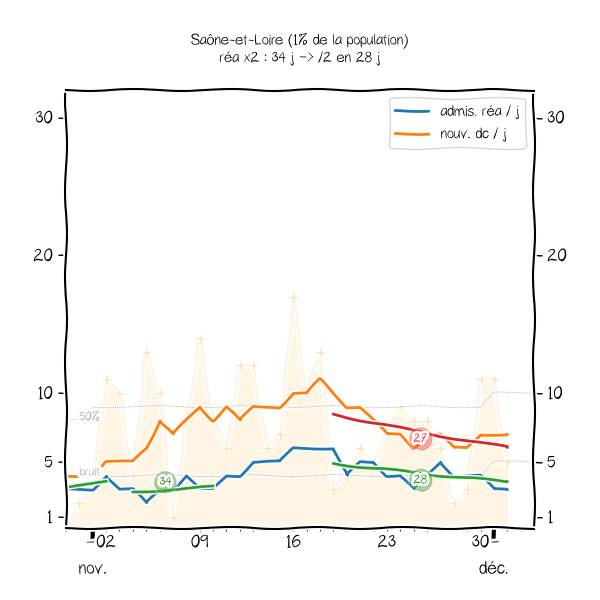 Saône-et-Loire (1% de la population)
réa x2 : 34 j -> /2 en 28 j
admis. réa / j
nouv. dc / j
30 30
20 20
10 10
50%
27
5 5
bruit
34 28
1 1
02 09 16 23 30
nov. déc.